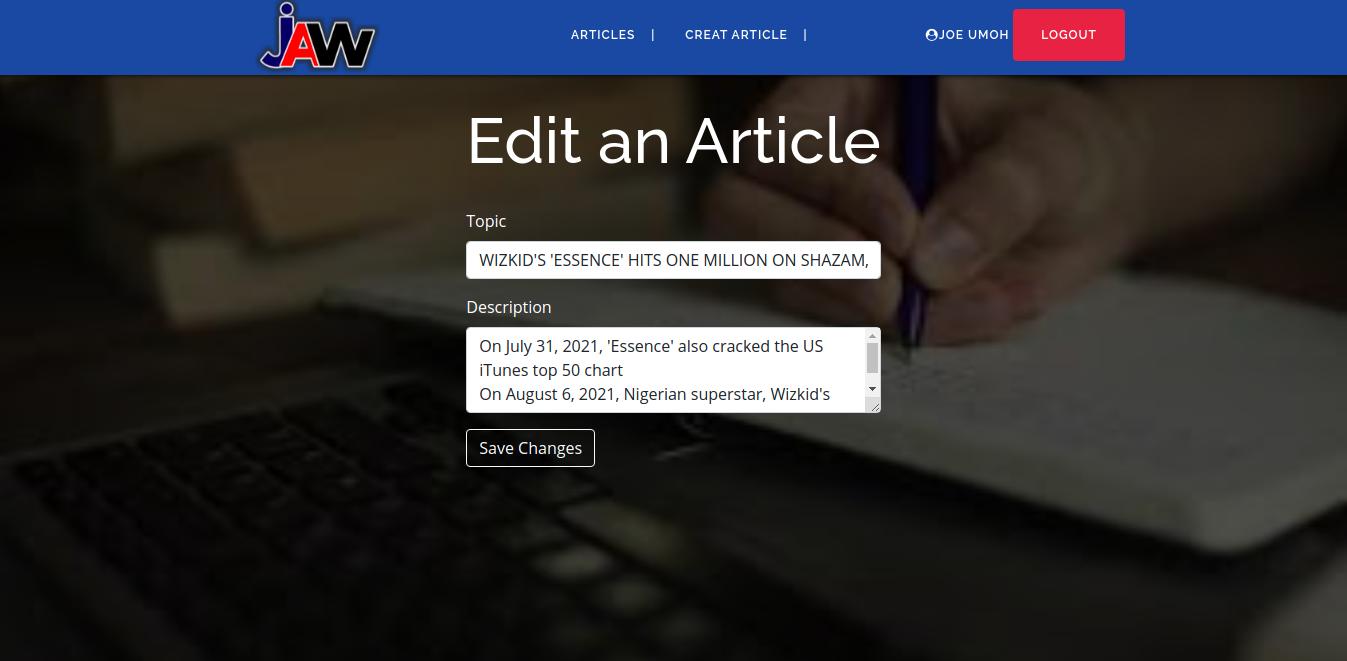 jAW
ARTICLES |
CREAT ARTICLE |
JOE UMOH
LOGOUT
Edit an Article
Topic
WIZKID'S 'ESSENCE' HITS ONE MILLION ON SHAZAM,
Description
On July 31, 2021, 'Essence' also cracked the US
iTunes top 50 chart
On August 6, 2021, Nigerian superstar, Wizkid's
Save Changes